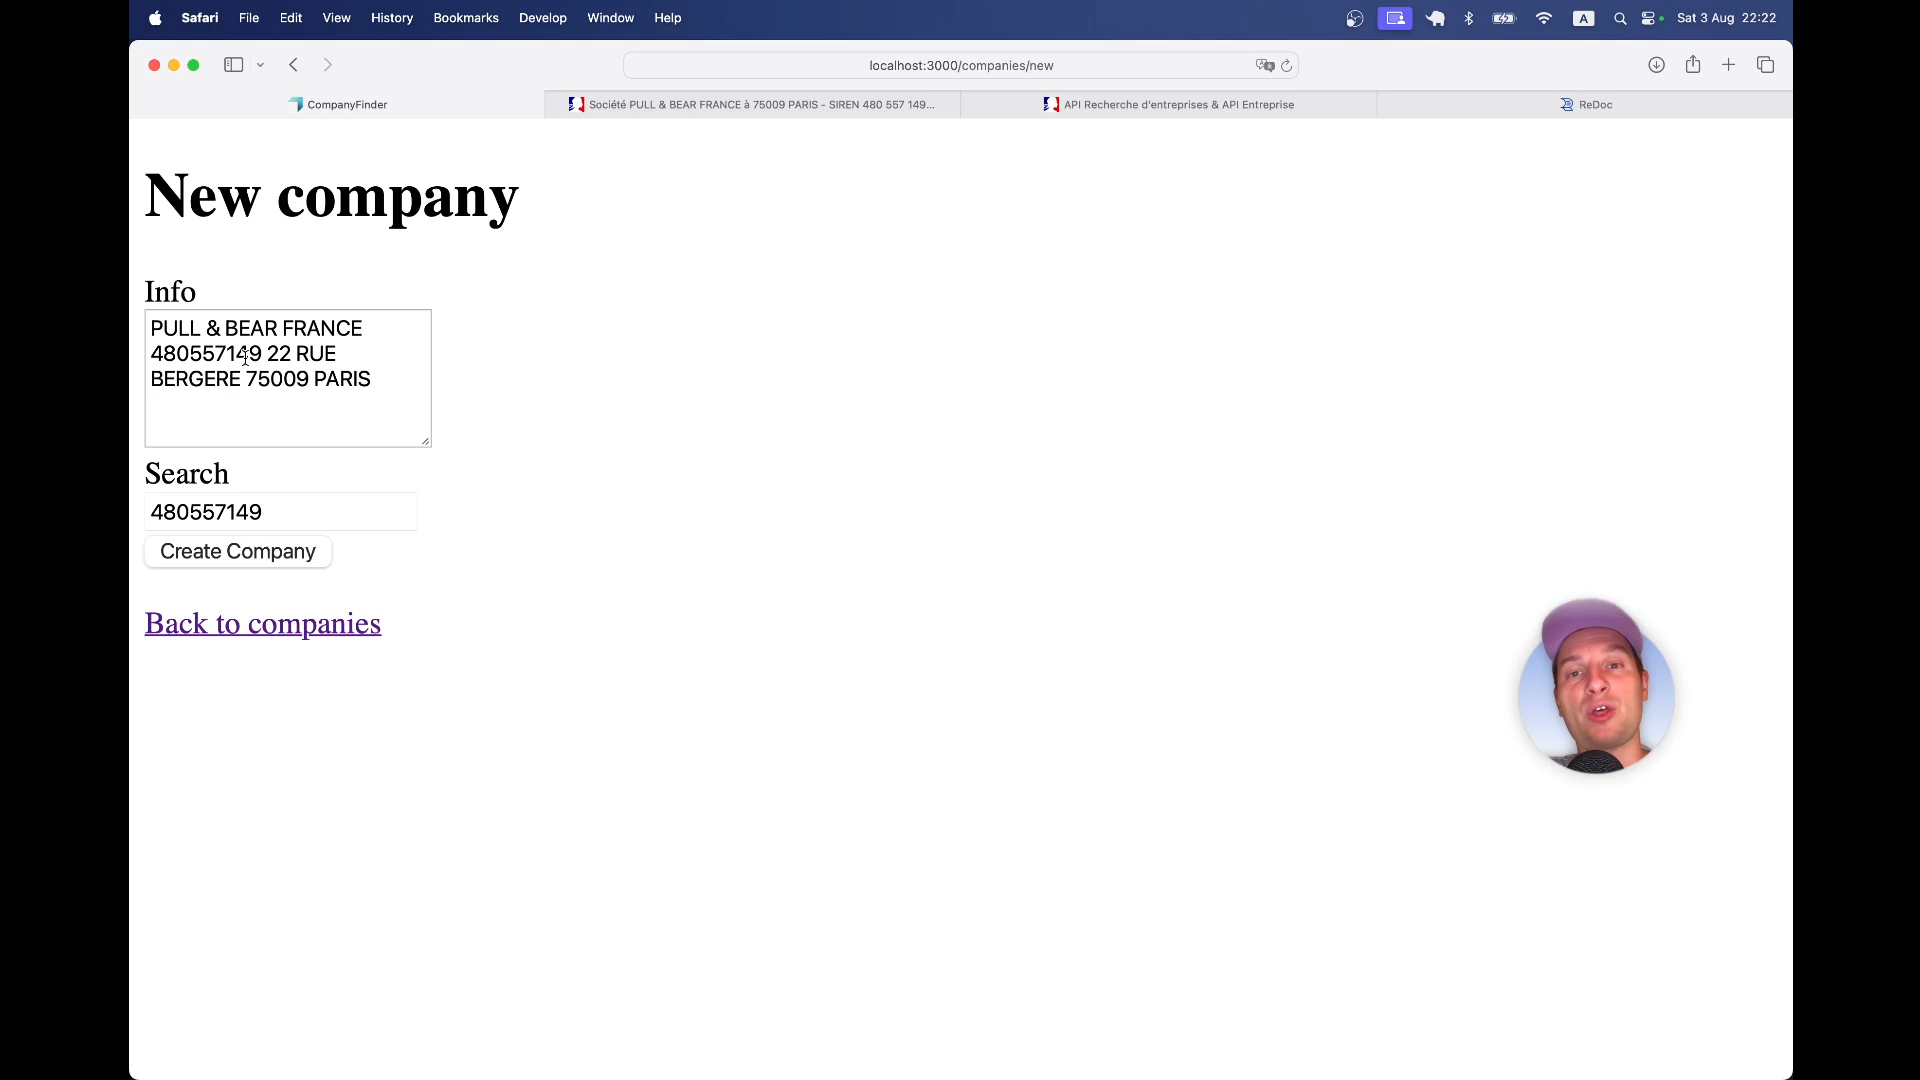 Safari File Edit View History Bookmarks Develop Window Help A Sat 3 Aug 22:22
localhost:3000/companies/new
CompanyFinder
Société PULL & BEAR FRANCE à 75009 PARIS - SIREN 480 557 149...
API Recherche d'entreprises & API Entreprise
ReDoc
New company
Info
PULL & BEAR FRANCE
480557149 22 RUE
BERGERE 75009 PARIS
Search
480557149
Create Company
Back to companies